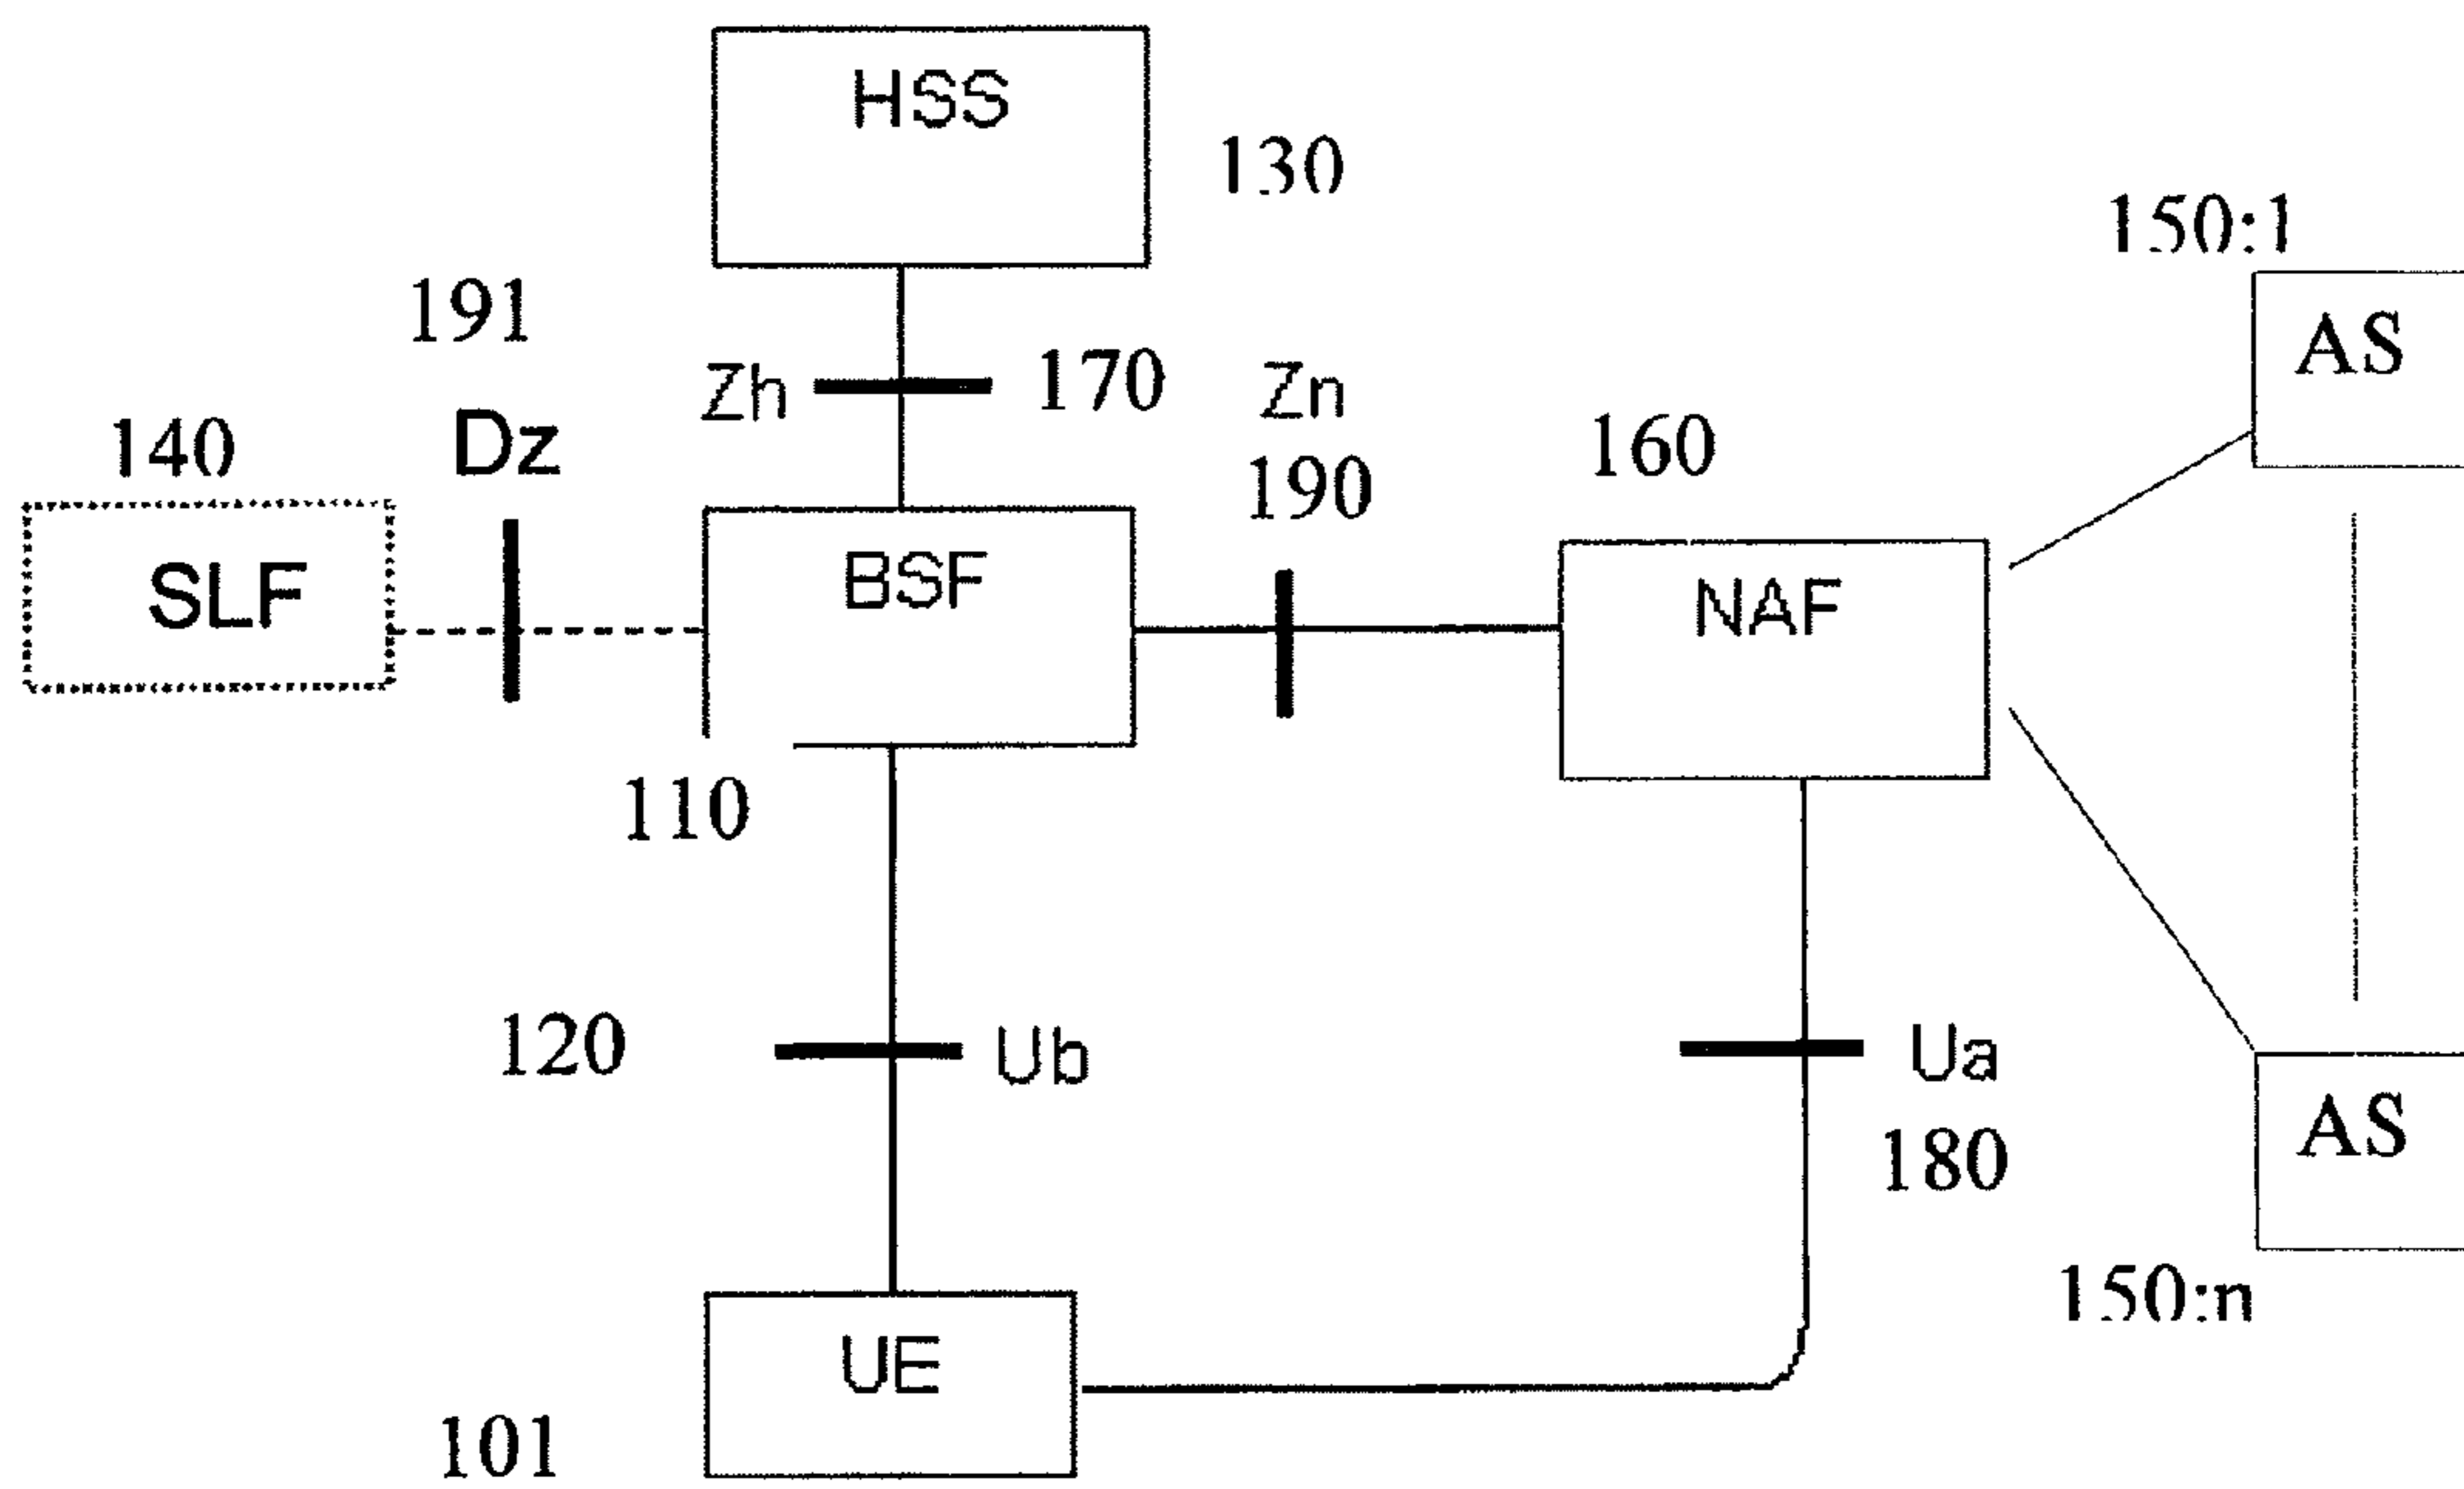 HSS
130
150:1
191
AS
Zh
170
Zn
160
140
Dz
190
SLF
BSF
NAF
110
120
Ub
Ua
AS
180
150:n
UE
101